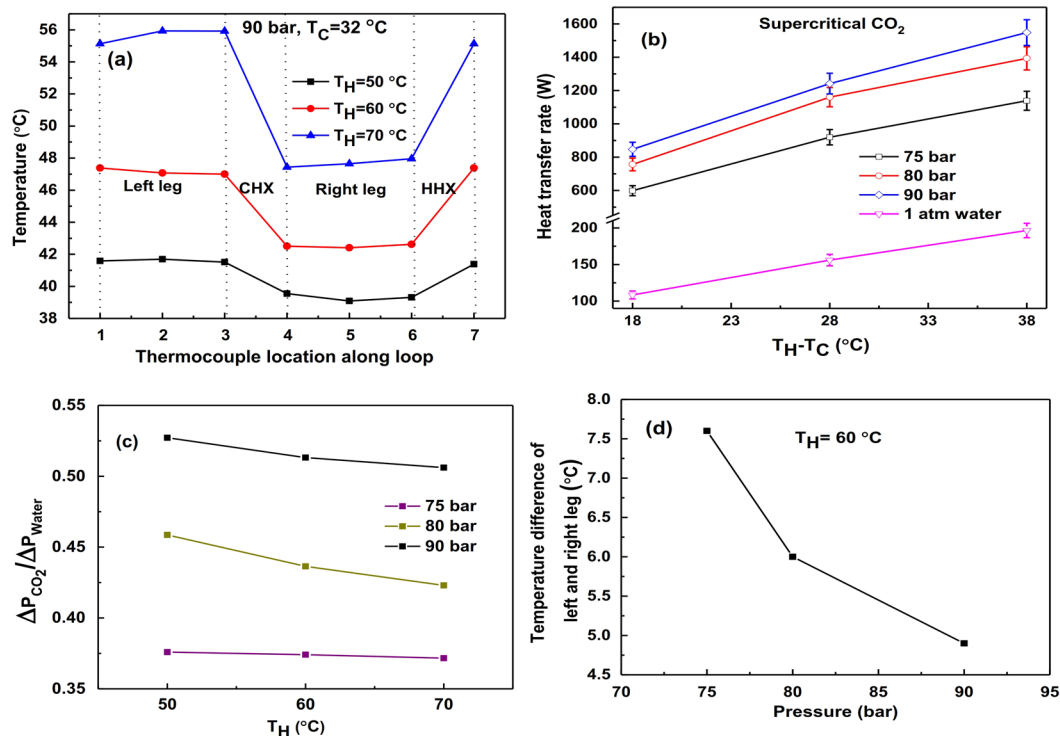 (a)
90 bar, T_C=32 °C
T_H=50 °C
T_H=60 °C
T_H=70 °C
Left leg
CHX
Right leg
HHX
Temperature (°C)
56
54
52
50
48
46
44
42
40
38
1 2 3 4 5 6 7
Thermocouple location along loop
(b)
Supercritical CO₂
75 bar
80 bar
90 bar
1 atm water
Heat transfer rate (W)
1600
1400
1200
1000
800
600
200
150
100
18 23 28 33 38
T_H-T_C (°C)
(c)
75 bar
80 bar
90 bar
ΔP_CO₂/ΔP_Water
0.55
0.50
0.45
0.40
0.35
50 60 70
T_H (°C)
(d)
T_H= 60 °C
Temperature difference of
left and right leg (°C)
8.0
7.5
7.0
6.5
6.0
5.5
5.0
4.5
70 75 80 85 90 95
Pressure (bar)